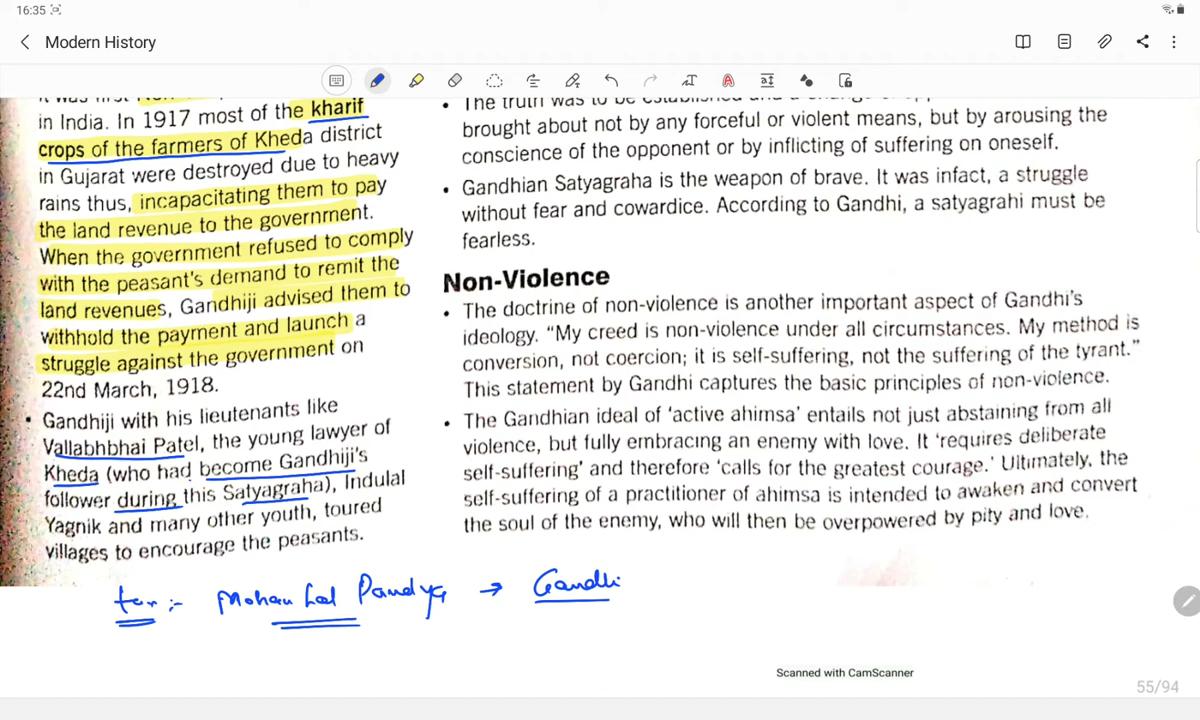 16:35
Modern History
in India. In 1917 most of the kharif
crops of the farmers of Kheda district
in Gujarat were destroyed due to heavy
rains thus, incapacitating them to pay
the land revenue to the government.
When the government refused to comply
with the peasant's demand to remit the
land revenues, Gandhiji advised them to
withhold the payment and launch a
struggle against the government on
22nd March, 1918.
• Gandhiji with his lieutenants like
Vallabhbhai Patel, the young lawyer of
Kheda (who had become Gandhiji's
follower during this Satyagraha), Indulal
Yagnik and many other youth, toured
villages to encourage the peasants.
• The truth was to be established and a change of
brought about not by any forceful or violent means, but by arousing the
conscience of the opponent or by inflicting of suffering on oneself.
• Gandhian Satyagraha is the weapon of brave. It was infact, a struggle
without fear and cowardice. According to Gandhi, a satyagrahi must be
fearless.
Non-Violence
• The doctrine of non-violence is another important aspect of Gandhi's
ideology. “My creed is non-violence under all circumstances. My method is
conversion, not coercion; it is self-suffering, not the suffering of the tyrant.”
This statement by Gandhi captures the basic principles of non-violence.
• The Gandhian ideal of ‘active ahimsa’ entails not just abstaining from all
violence, but fully embracing an enemy with love. It ‘requires deliberate
self-suffering’ and therefore ‘calls for the greatest courage.’ Ultimately, the
self-suffering of a practitioner of ahimsa is intended to awaken and convert
the soul of the enemy, who will then be overpowered by pity and love.
:- Mohan Lal Pandya → Gandhi
Scanned with CamScanner
55/94